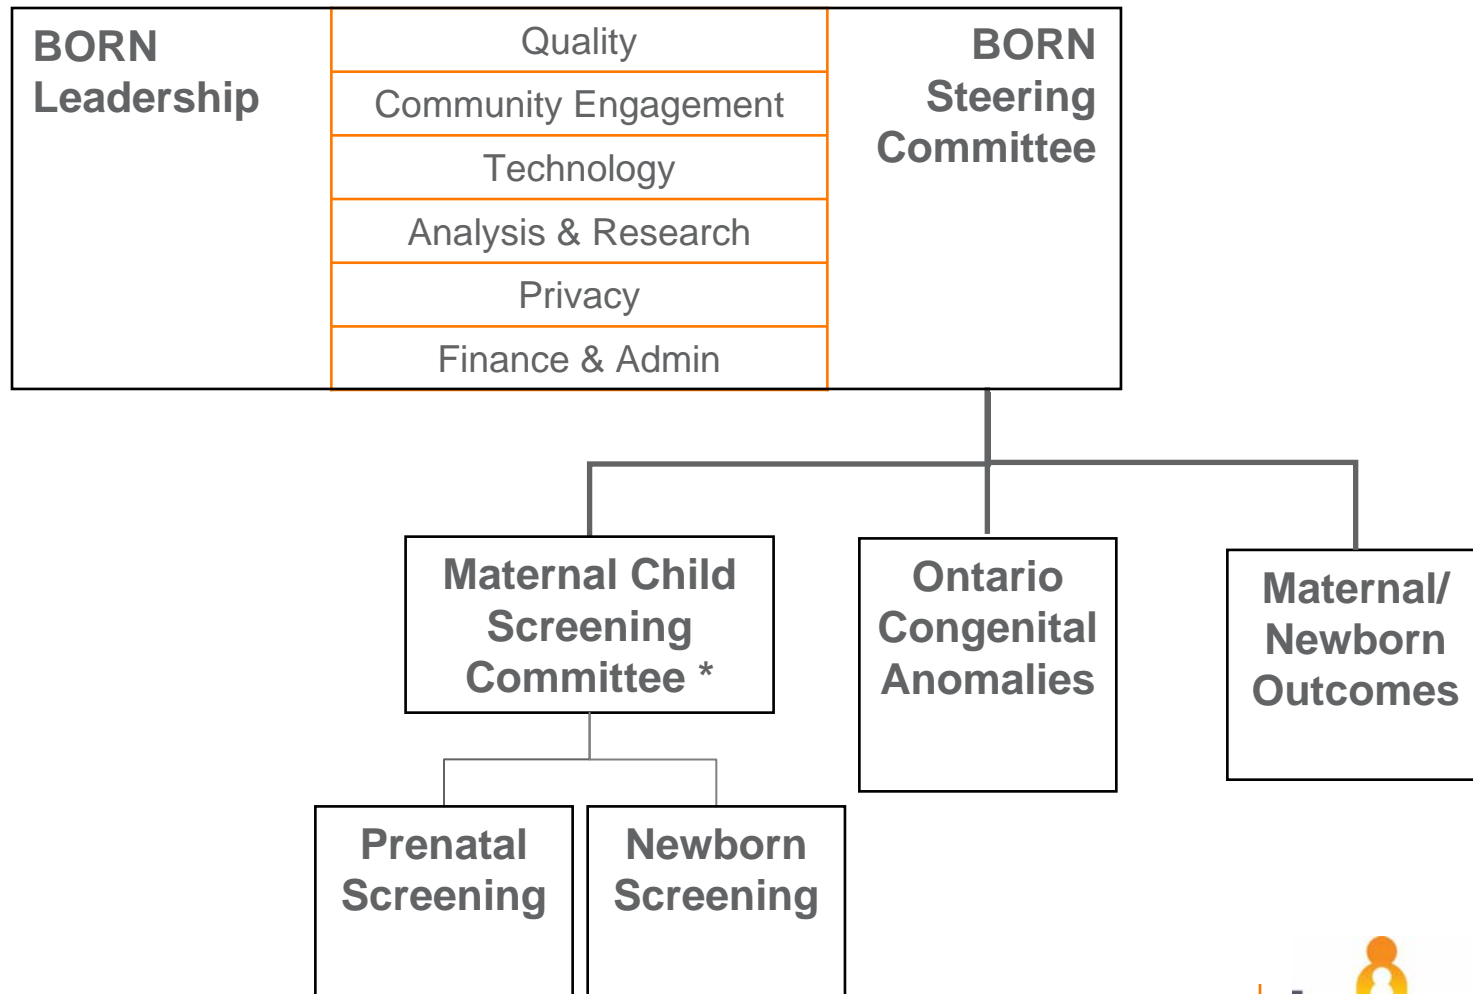 BORN
Leadership
Quality
Community Engagement
Technology
Analysis & Research
Privacy
Finance & Admin
BORN
Steering
Committee
Maternal Child
Screening
Committee *
Ontario
Congenital
Anomalies
Maternal/
Newborn
Outcomes
Prenatal
Screening
Newborn
Screening